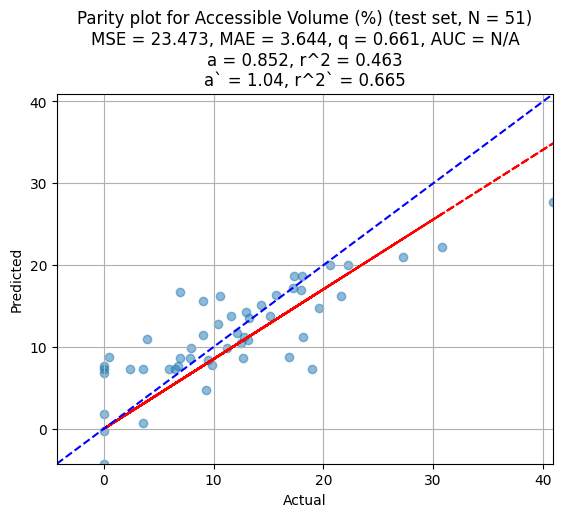 Parity plot for Accessible Volume (%) (test set, N = 51)
MSE = 23.473, MAE = 3.644, q = 0.661, AUC = N/A
a = 0.852, r^2 = 0.463
a` = 1.04, r^2` = 0.665
40
30
20
10
0
Predicted
0
10
20
30
40
Actual